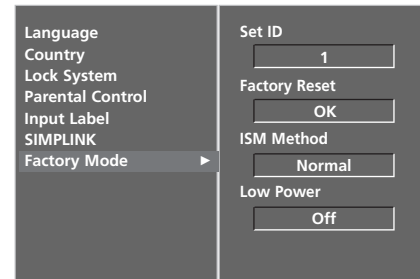 Language
Country
Lock System
Parental Control
Input Label
SIMPLINK
Factory Mode
Set ID
1
Factory Reset
OK
ISM Method
Normal
Low Power
Off